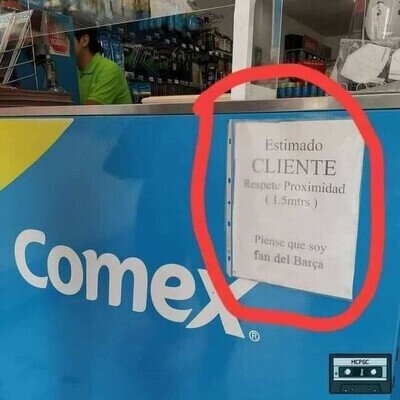 Estimado
CLIENTE
Respete Proximidad
( 1.5mtrs )
Piense que soy
fan del Barça
comex®
MCPGC